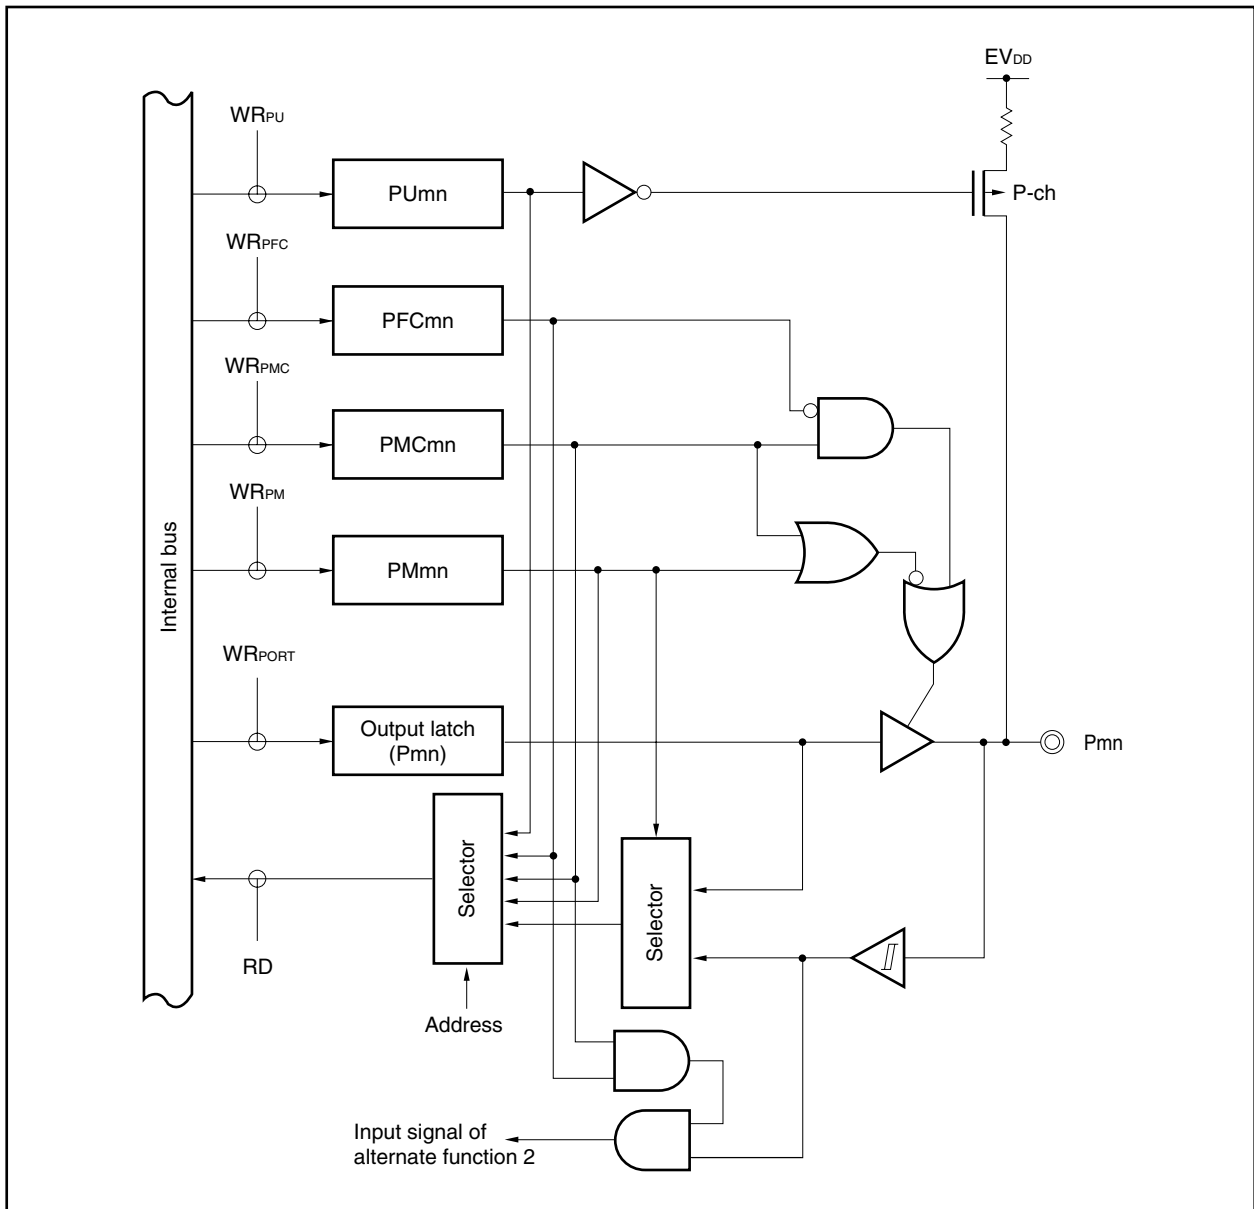 EVDD
WRPU
PUmn
P-ch
WRPFC
PFCmn
WRPMC
PMCmn
WRPM
PMmn
Internal bus
WRPORT
Output latch
(Pmn)
Pmn
Selector
Selector
RD
Address
Input signal of
alternate function 2